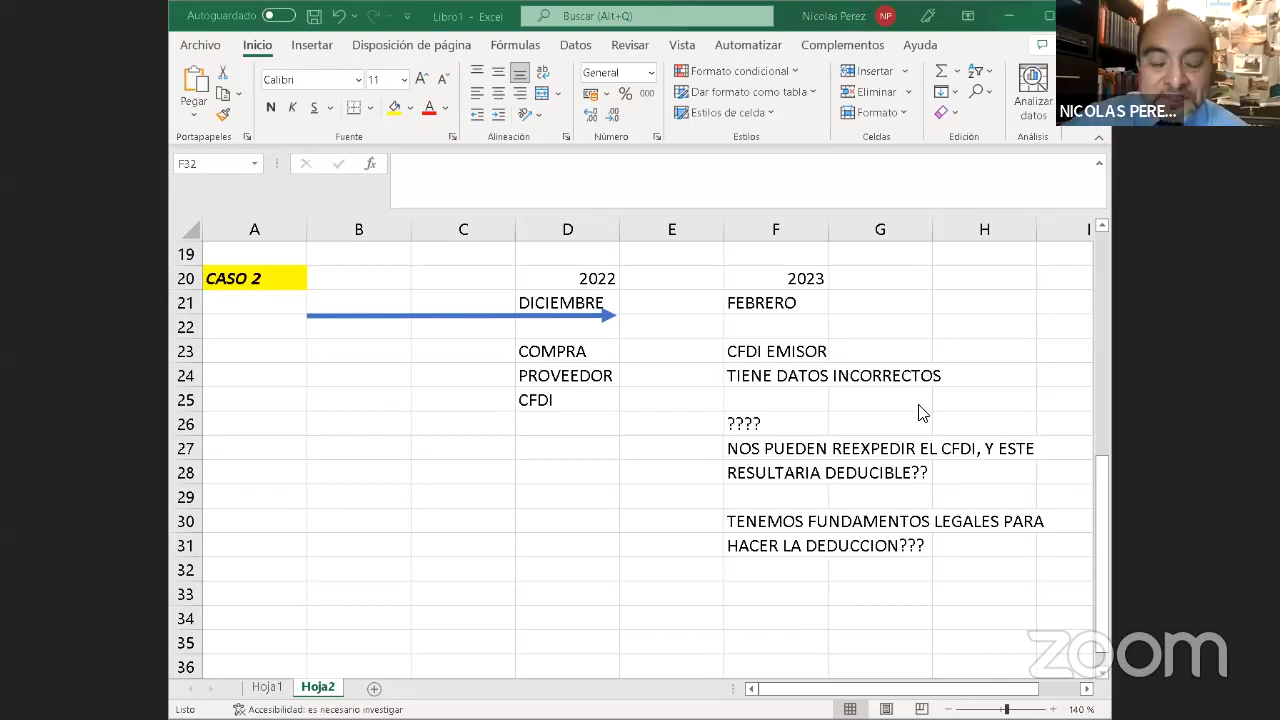 Autoguardado
Libro1 - Excel
Buscar (Alt+Q)
Nicolas Perez NP
Archivo Inicio Insertar Disposición de página Fórmulas Datos Revisar Vista Automatizar Complementos Ayuda
NICOLAS PERE...
Pegar
Calibri 11
N K S
General
% 000
Formato condicional
Dar formato como tabla
Estilos de celda
Insertar
Eliminar
Formato
Analizar datos
Portapapeles Fuente Alineación Número Estilos Celdas Edición Análisis
F32 fx
A B C D E F G H I
19
20 CASO 2 2022 2023
21 DICIEMBRE FEBRERO
22
23 COMPRA CFDI EMISOR
24 PROVEEDOR TIENE DATOS INCORRECTOS
25 CFDI
26 ????
27 NOS PUEDEN REEXPEDIR EL CFDI, Y ESTE
28 RESULTARIA DEDUCIBLE??
29
30 TENEMOS FUNDAMENTOS LEGALES PARA
31 HACER LA DEDUCCION???
32
33
34
35
36
zoom
Hoja1 Hoja2
Listo Accesibilidad: es necesario investigar 140 %